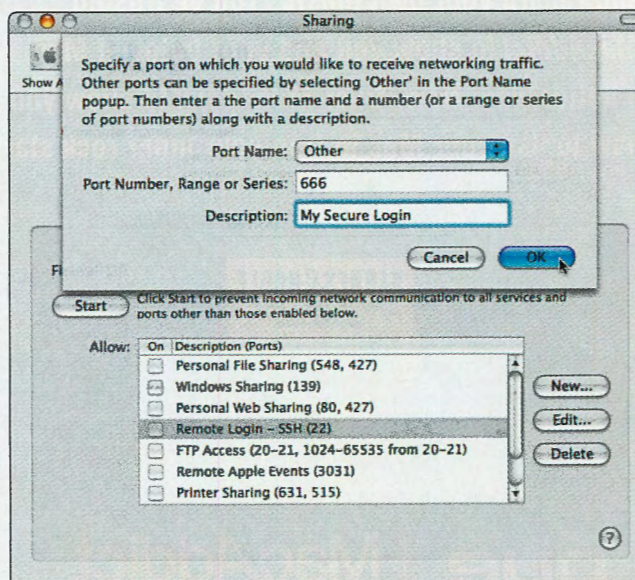 Sharing
Show A
Specify a port on which you would like to receive networking traffic.
Other ports can be specified by selecting 'Other' in the Port Name
popup. Then enter a the port name and a number (or a range or series
of port numbers) along with a description.
Port Name: Other
Port Number, Range or Series: 666
Description: My Secure Login
Cancel OK
Start
Click Start to prevent incoming network communication to all services and
ports other than those enabled below.
Allow: On Description (Ports)
Personal File Sharing (548, 427)
Windows Sharing (139)
Personal Web Sharing (80, 427)
Remote Login – SSH (22)
FTP Access (20-21, 1024-65535 from 20-21)
Remote Apple Events (3031)
Printer Sharing (631, 515)
New...
Edit...
Delete
?